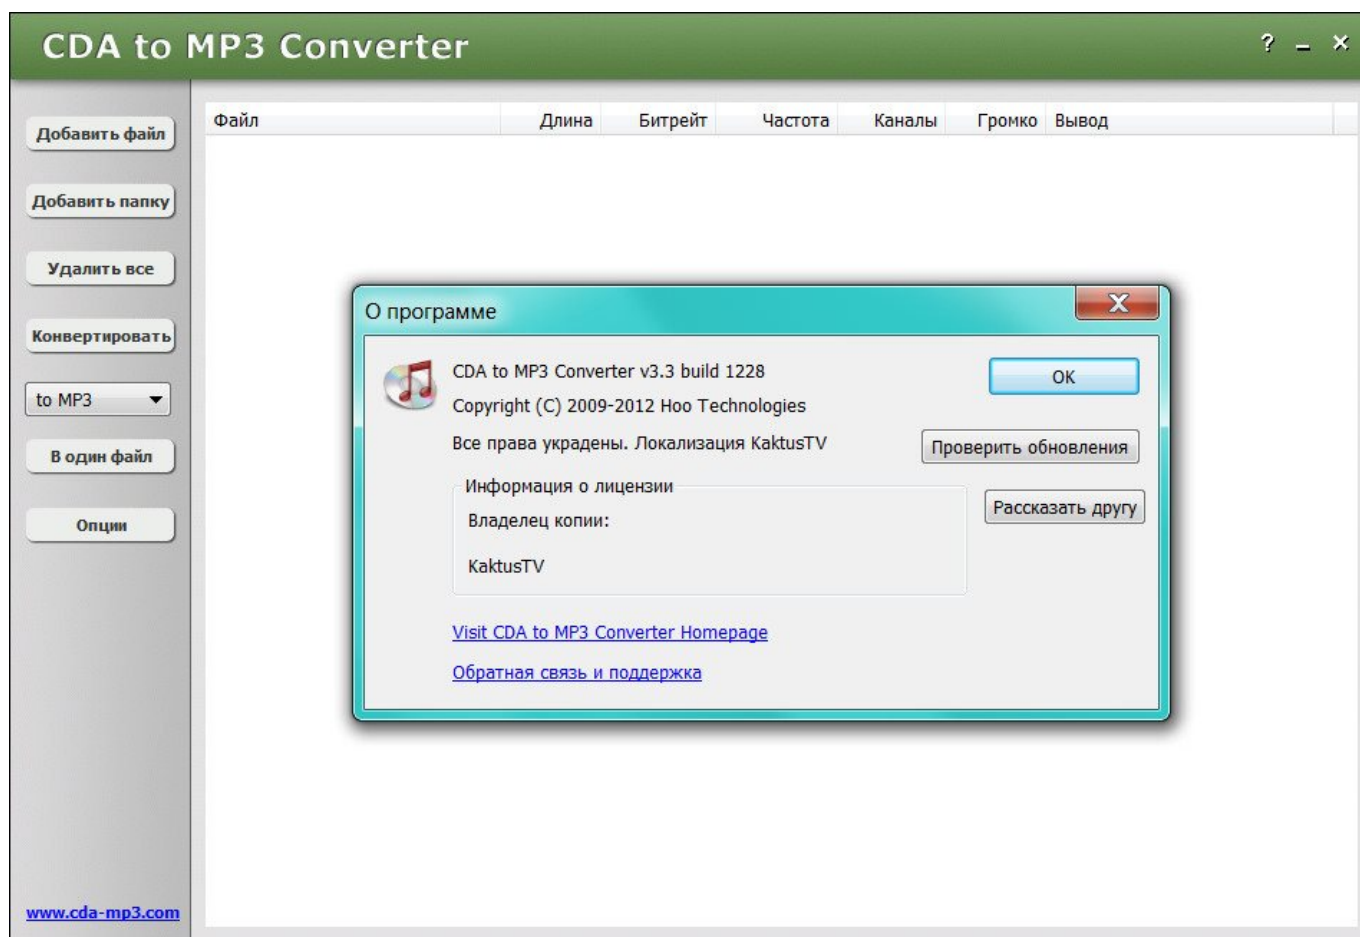 CDA to MP3 Converter
? – ×
Файл Длина Битрейт Частота Каналы Громко Вывод
Добавить файл
Добавить папку
Удалить все
Конвертировать
to MP3
В один файл
Опции
www.cda-mp3.com
О программе
X
CDA to MP3 Converter v3.3 build 1228
OK
Copyright (C) 2009-2012 Hoo Technologies
Все права украдены. Локализация KaktusTV
Проверить обновления
Информация о лицензии
Рассказать другу
Владелец копии:
KaktusTV
Visit CDA to MP3 Converter Homepage
Обратная связь и поддержка